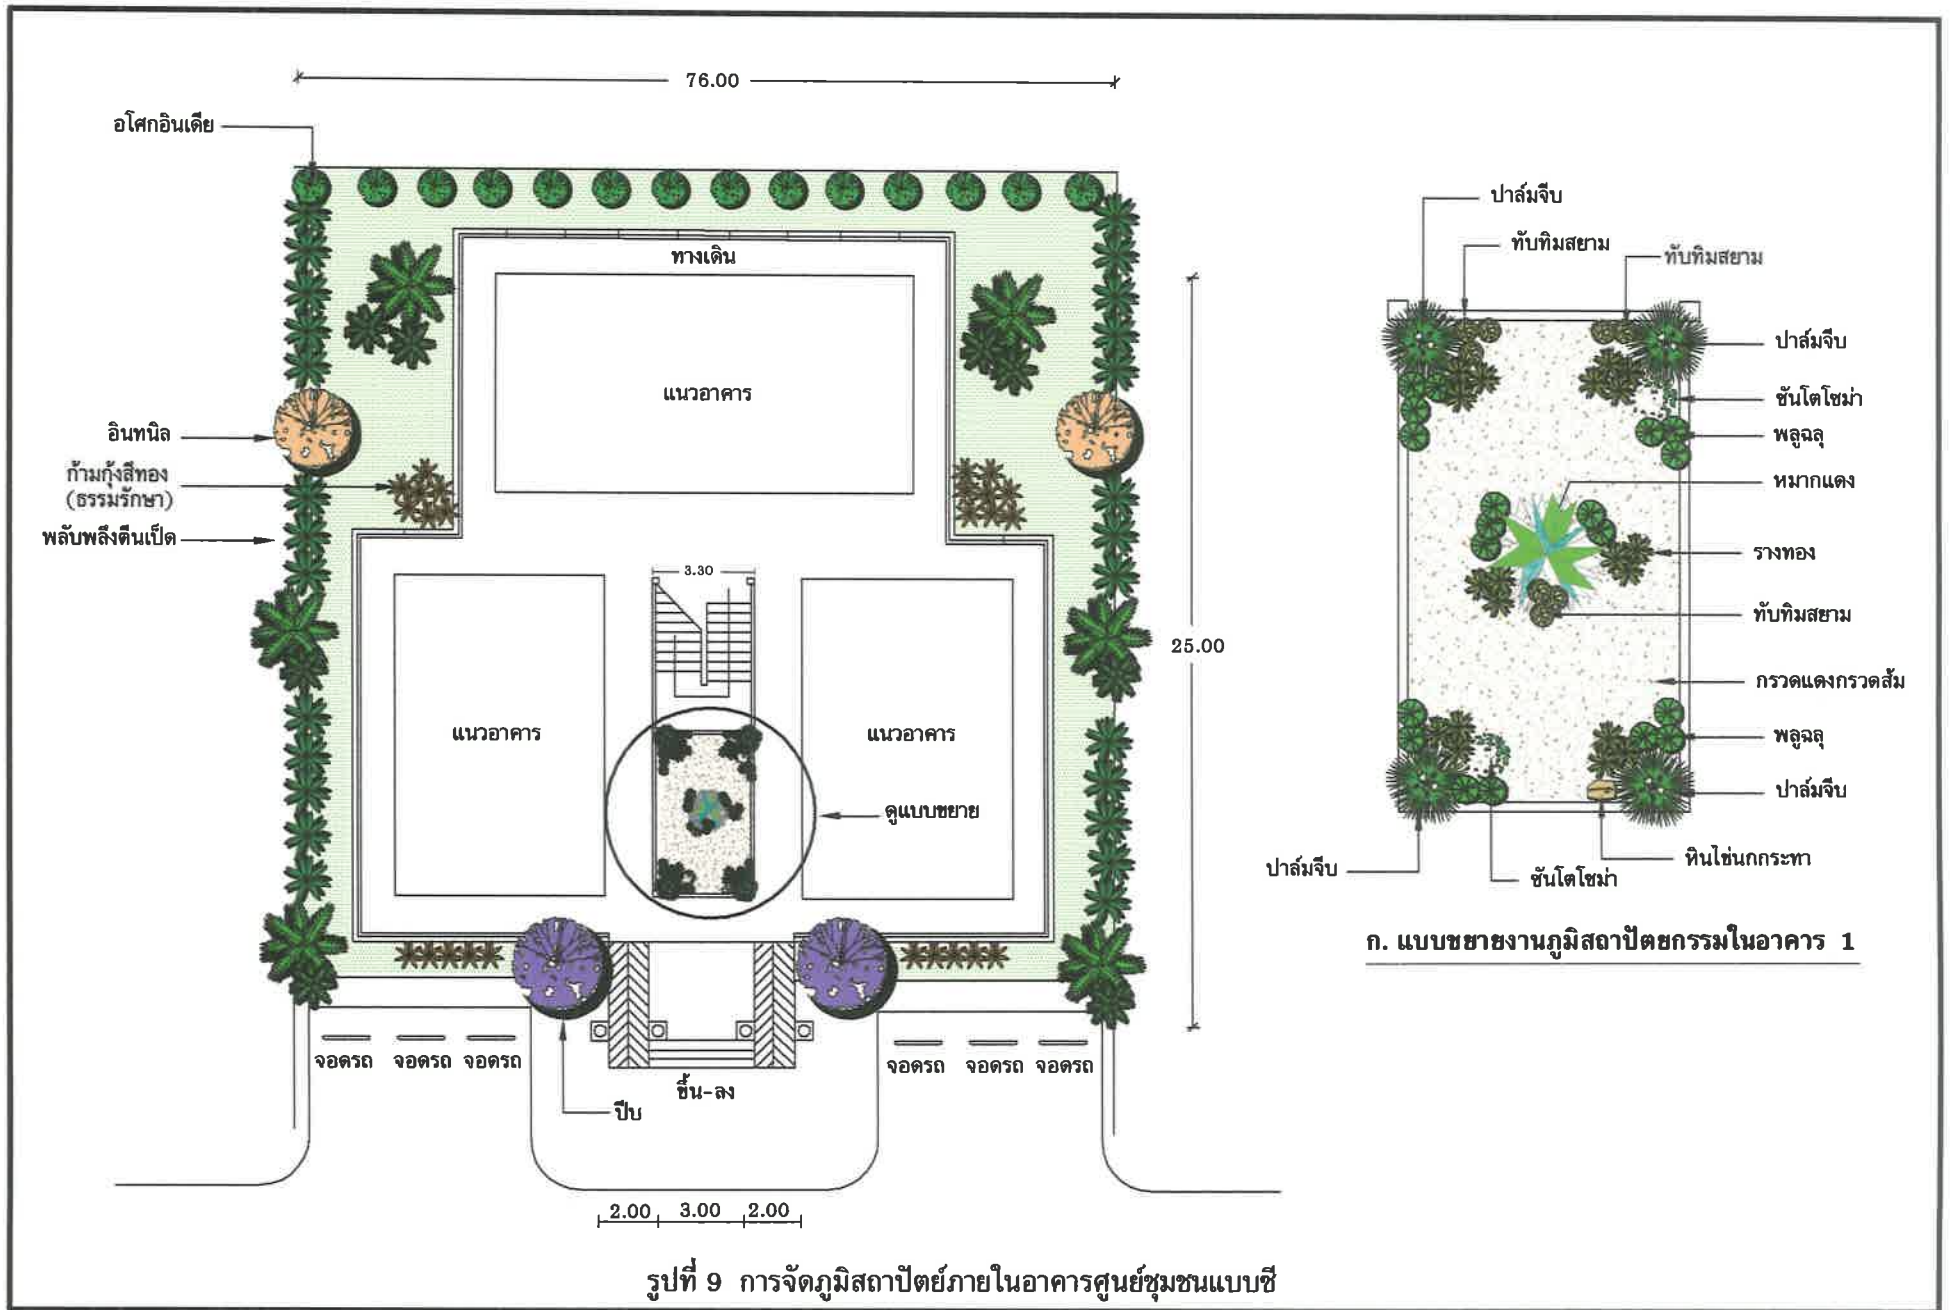 76.00
อโศกอินเดีย
ทางเดิน
แนวอาคาร
อินทนิล
ก้ามกุ้งสีทอง
(ธรรมรักษา)
พลับพลึงตีนเป็ด
3.30
25.00
แนวอาคาร
แนวอาคาร
ดูแบบขยาย
จอดรถ จอดรถ จอดรถ
จอดรถ จอดรถ จอดรถ
ขึ้น-ลง
ปีบ
2.00 3.00 2.00
ปาล์มจีบ
ทับทิมสยาม
ทับทิมสยาม
ปาล์มจีบ
ซันโตโซม่า
พลูฉลุ
หมากแดง
รางทอง
ทับทิมสยาม
กรวดแดงกรวดส้ม
พลูฉลุ
ปาล์มจีบ
หินไข่นกกระทา
ปาล์มจีบ
ซันโตโซม่า
ก. แบบขยายงานภูมิสถาปัตยกรรมในอาคาร 1
รูปที่ 9 การจัดภูมิสถาปัตย์ภายในอาคารศูนย์ชุมชนแบบซี